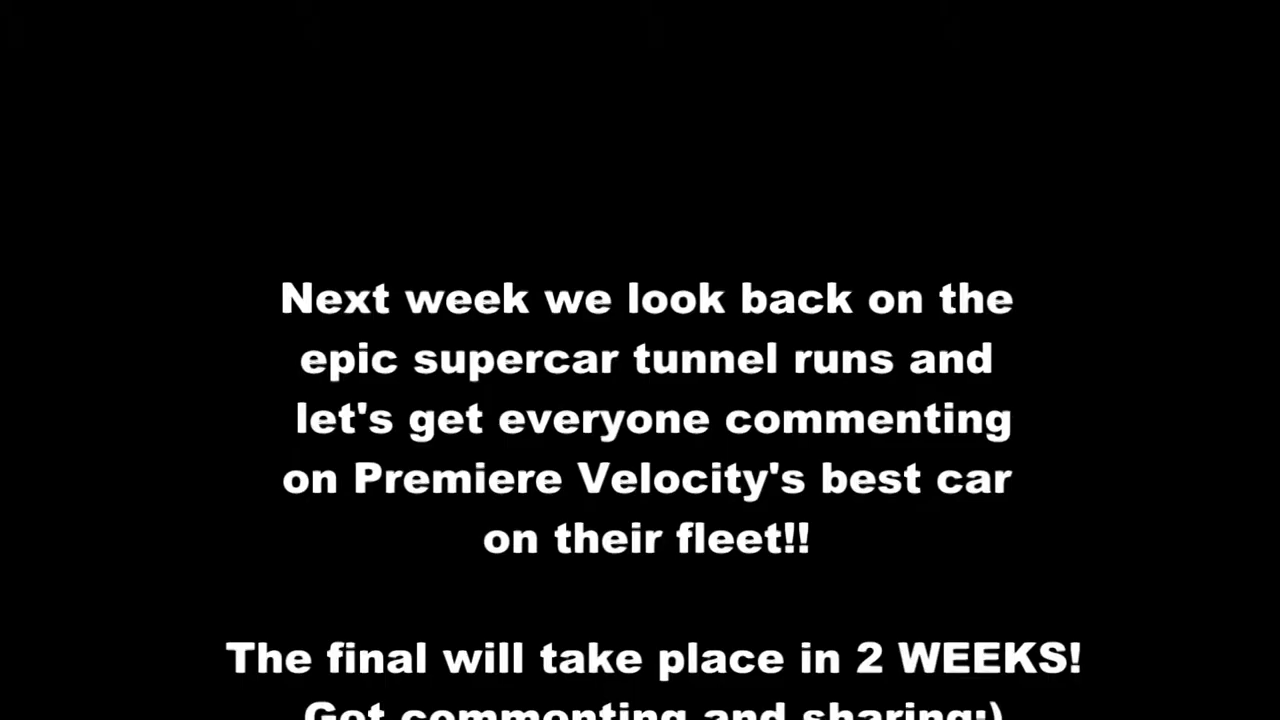 Next week we look back on the
epic supercar tunnel runs and
let's get everyone commenting
on Premiere Velocity's best car
on their fleet!!
The final will take place in 2 WEEKS!
Get commenting and sharing:)